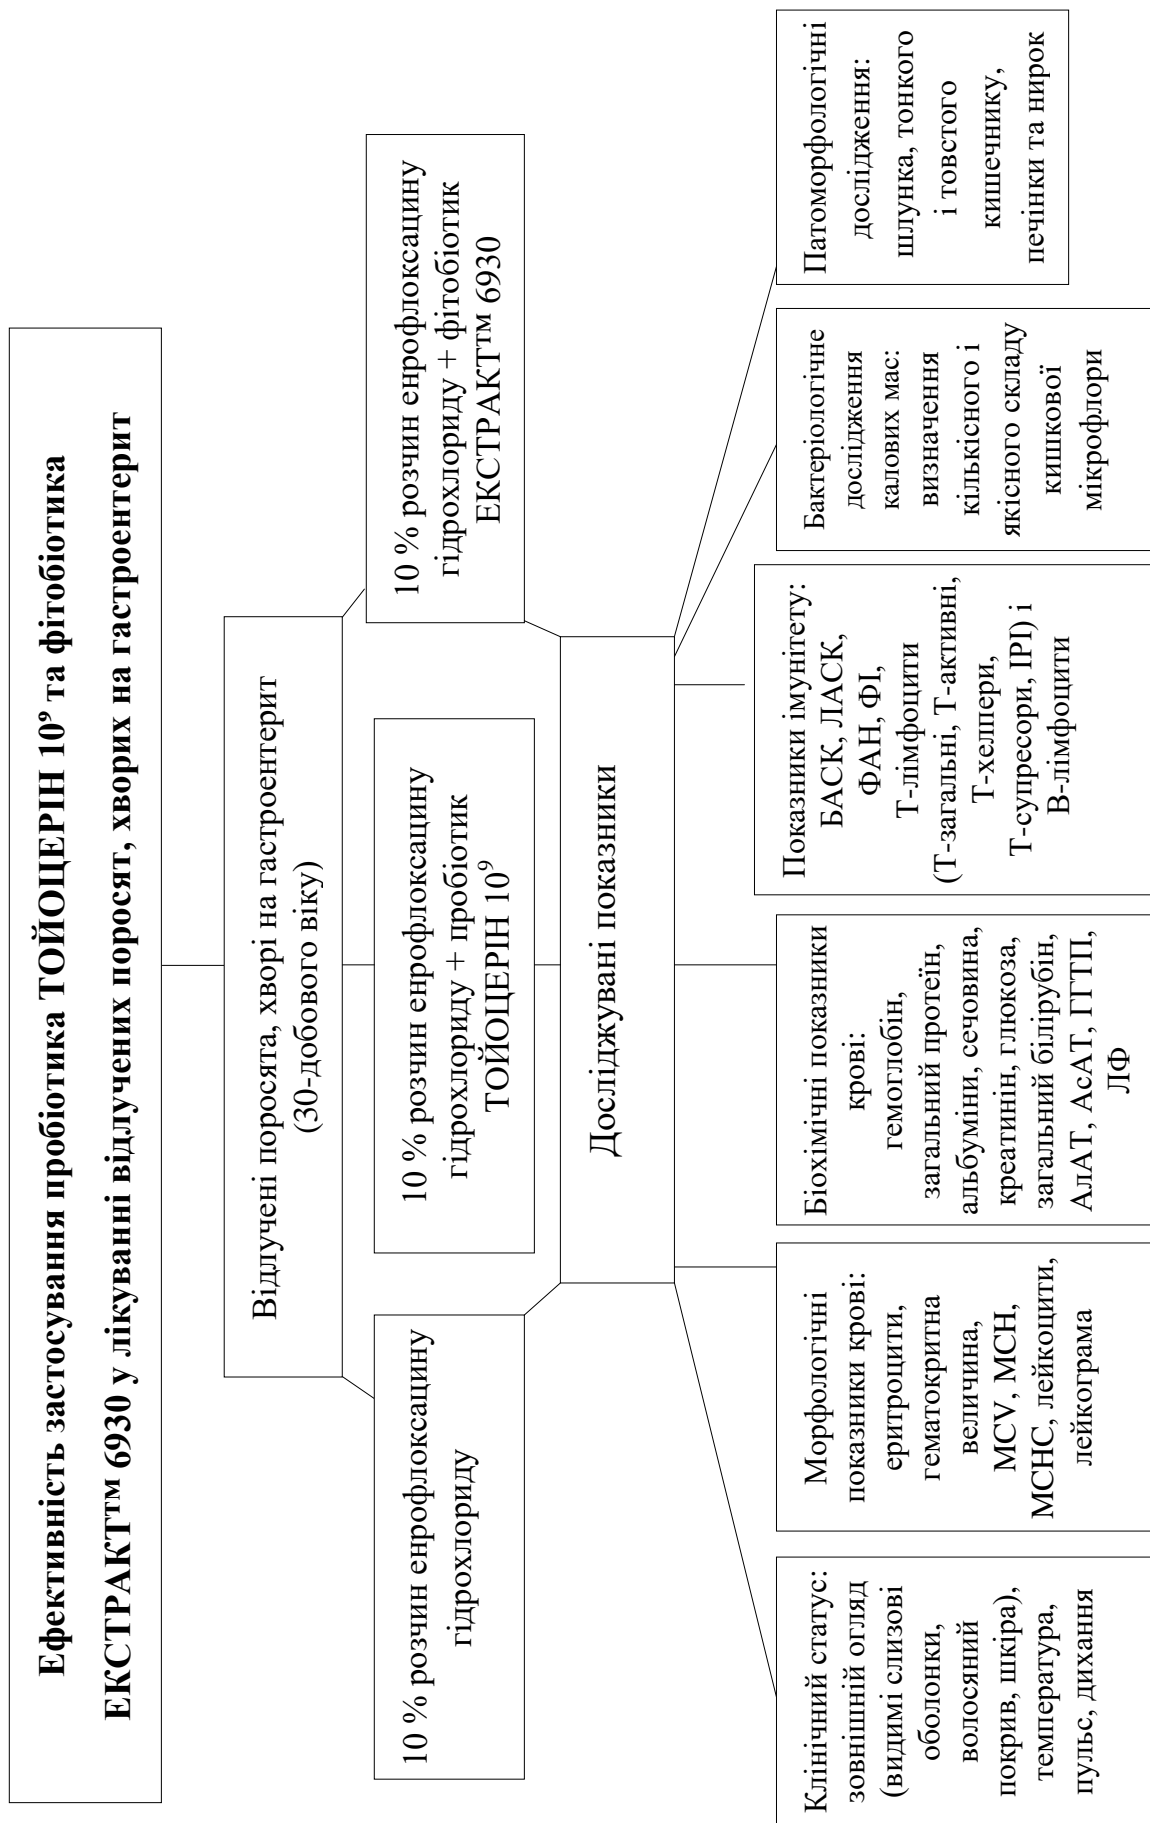 Ефективність застосування пробіотика ТОЙОЦЕРІН 10⁹ та фітобіотика
ЕКСТРАКТ™ 6930 у лікуванні відлучених поросят, хворих на гастроентерит
Відлучені поросята, хворі на гастроентерит
(30-добового віку)
10 % розчин енрофлоксацину
гідрохлориду
10 % розчин енрофлоксацину
гідрохлориду + пробіотик
ТОЙОЦЕРІН 10⁹
10 % розчин енрофлоксацину
гідрохлориду + фітобіотик
ЕКСТРАКТ™ 6930
Досліджувані показники
Клінічний статус:
зовнішній огляд
(видимі слизові
оболонки,
волосяний
покрив, шкіра),
температура,
пульс, дихання
Морфологічні
показники крові:
еритроцити,
гематокритна
величина,
MCV, МСН,
МСНС, лейкоцити,
лейкограма
Біохімічні показники
крові:
гемоглобін,
загальний протеїн,
альбуміни, сечовина,
креатинін, глюкоза,
загальний білірубін,
АлАТ, АсАТ, ГГТП,
ЛФ
Показники імунітету:
БАСК, ЛАСК,
ФАН, ФІ,
Т-лімфоцити
(Т-загальні, Т-активні,
Т-хелпери,
Т-супресори, ІРІ) і
В-лімфоцити
Бактеріологічне
дослідження
калових мас:
визначення
кількісного і
якісного складу
кишкової
мікрофлори
Патоморфологічні
дослідження:
шлунка, тонкого
і товстого
кишечнику,
печінки та нирок